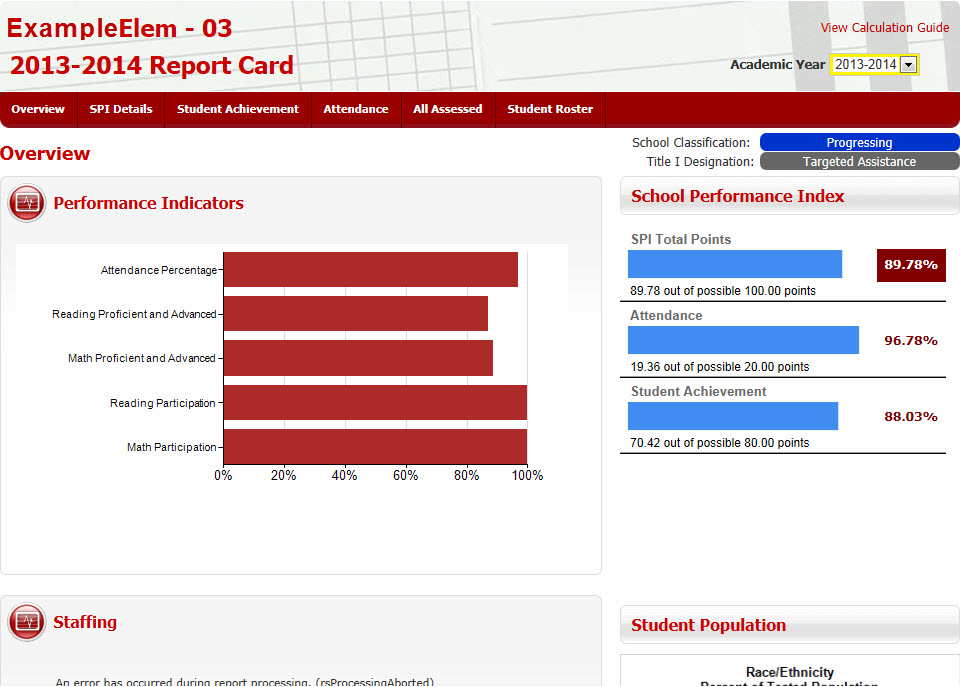 ExampleElem - 03
2013-2014 Report Card
View Calculation Guide
Academic Year 2013-2014
Overview SPI Details Student Achievement Attendance All Assessed Student Roster
Overview
School Classification: Progressing
Title I Designation: Targeted Assistance
Performance Indicators
Attendance Percentage
Reading Proficient and Advanced
Math Proficient and Advanced
Reading Participation
Math Participation
0% 20% 40% 60% 80% 100%
School Performance Index
SPI Total Points
89.78%
89.78 out of possible 100.00 points
Attendance
96.78%
19.36 out of possible 20.00 points
Student Achievement
88.03%
70.42 out of possible 80.00 points
Staffing
An error has occurred during report processing. (rsProcessingAborted)
Student Population
Race/Ethnicity
Percent of Tested Population